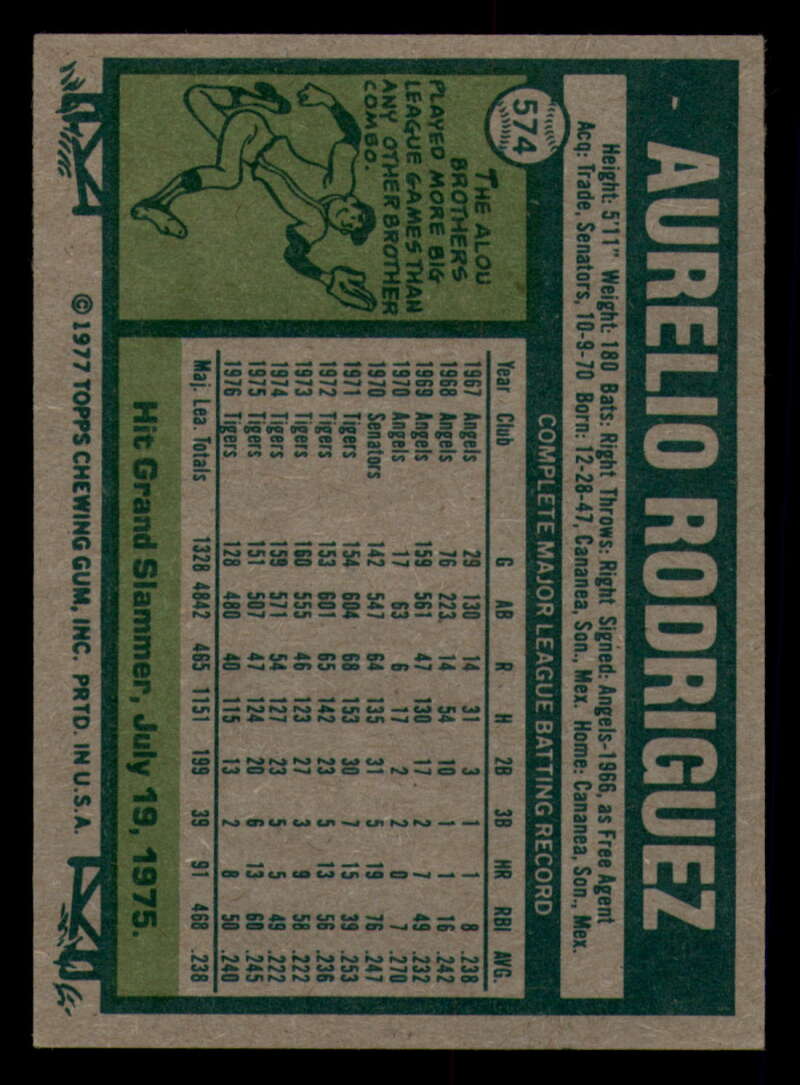 AURELIO RODRIGUEZ
Height: 5'11" Weight: 180 Bats: Right Throws: Right Signed: Angels-1966, as Free Agent
Acq: Trade, Senators, 10-9-70 Born: 12-28-47, Cananea, Son., Mex. Home: Cananea, Son., Mex.
574
THE ALOU
BROTHERS
PLAYED MORE BIG
LEAGUE GAMES THAN
ANY OTHER BROTHER
COMBO.
COMPLETE MAJOR LEAGUE BATTING RECORD
Year Club G AB R H 2B 3B HR RBI AVG.
1967 Angels 29 130 14 31 3 1 1 8 .238
1968 Angels 76 223 14 54 10 1 1 16 .242
1969 Angels 159 561 47 130 17 2 7 49 .232
1970 Angels 17 63 6 17 2 2 0 7 .270
1970 Senators 142 547 64 135 31 5 19 76 .247
1971 Tigers 154 604 68 153 30 7 15 39 .253
1972 Tigers 153 601 65 142 23 5 13 56 .236
1973 Tigers 160 555 46 123 27 3 9 58 .222
1974 Tigers 159 571 54 127 23 5 5 49 .222
1975 Tigers 151 507 47 124 20 6 13 60 .245
1976 Tigers 128 480 40 115 13 2 8 50 .240
Maj. Lea. Totals 1328 4842 465 1151 199 39 91 468 .238
Hit Grand Slammer, July 19, 1975.
© 1977 TOPPS CHEWING GUM, INC. PRTD. IN U.S.A.